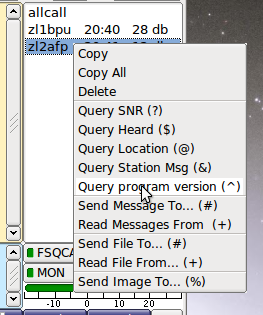 allcall
zl1bpu 20:40 28 db
zl2afp
Copy
Copy All
Delete
Query SNR (?)
Query Heard ($)
Query Location (@)
Query Station Msg (&)
Query program version (^)
Send Message To... (#)
Read Messages From (+)
Send File To... (#)
Read File From... (+)
Send Image To... (%)
FSQCA
MON
-10 0 10 20 30